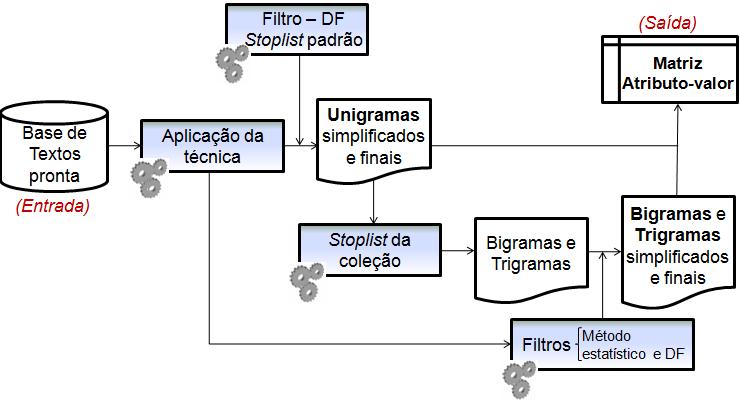 Filtro – DF
Stoplist padrão
(Saída)
Matriz
Atributo-valor
Base de
Textos
pronta
(Entrada)
Aplicação da
técnica
Unigramas
simplificados
e finais
Stoplist da
coleção
Bigramas e
Trigramas
Bigramas e
Trigramas
simplificados
e finais
Filtros
Método
estatístico e DF